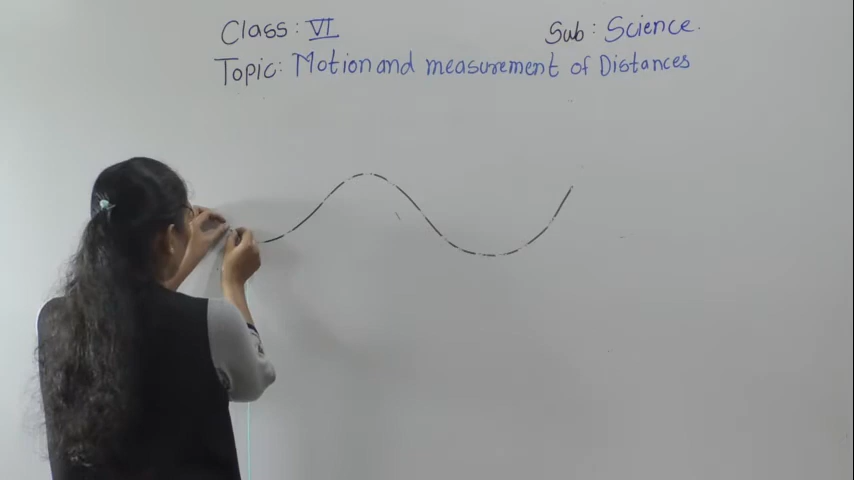 Class: VI Sub: Science.
Topic: Motion and measurement of Distances